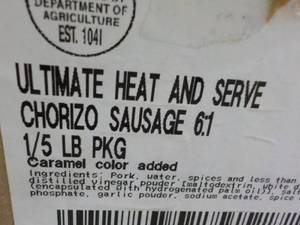 DEPARTMENT OF
AGRICULTURE
EST. 1041
ULTIMATE HEAT AND SERVE
CHORIZO SAUSAGE 6:1
1/5 LB PKG
Caramel color added
Ingredients: Pork, water, spices and less than
distilled vinegar powder [maltodextrin, white d
(encapsulated with hydrogenated palm oil)], sal
phosphate, garlic powder, sodium acetate, spice